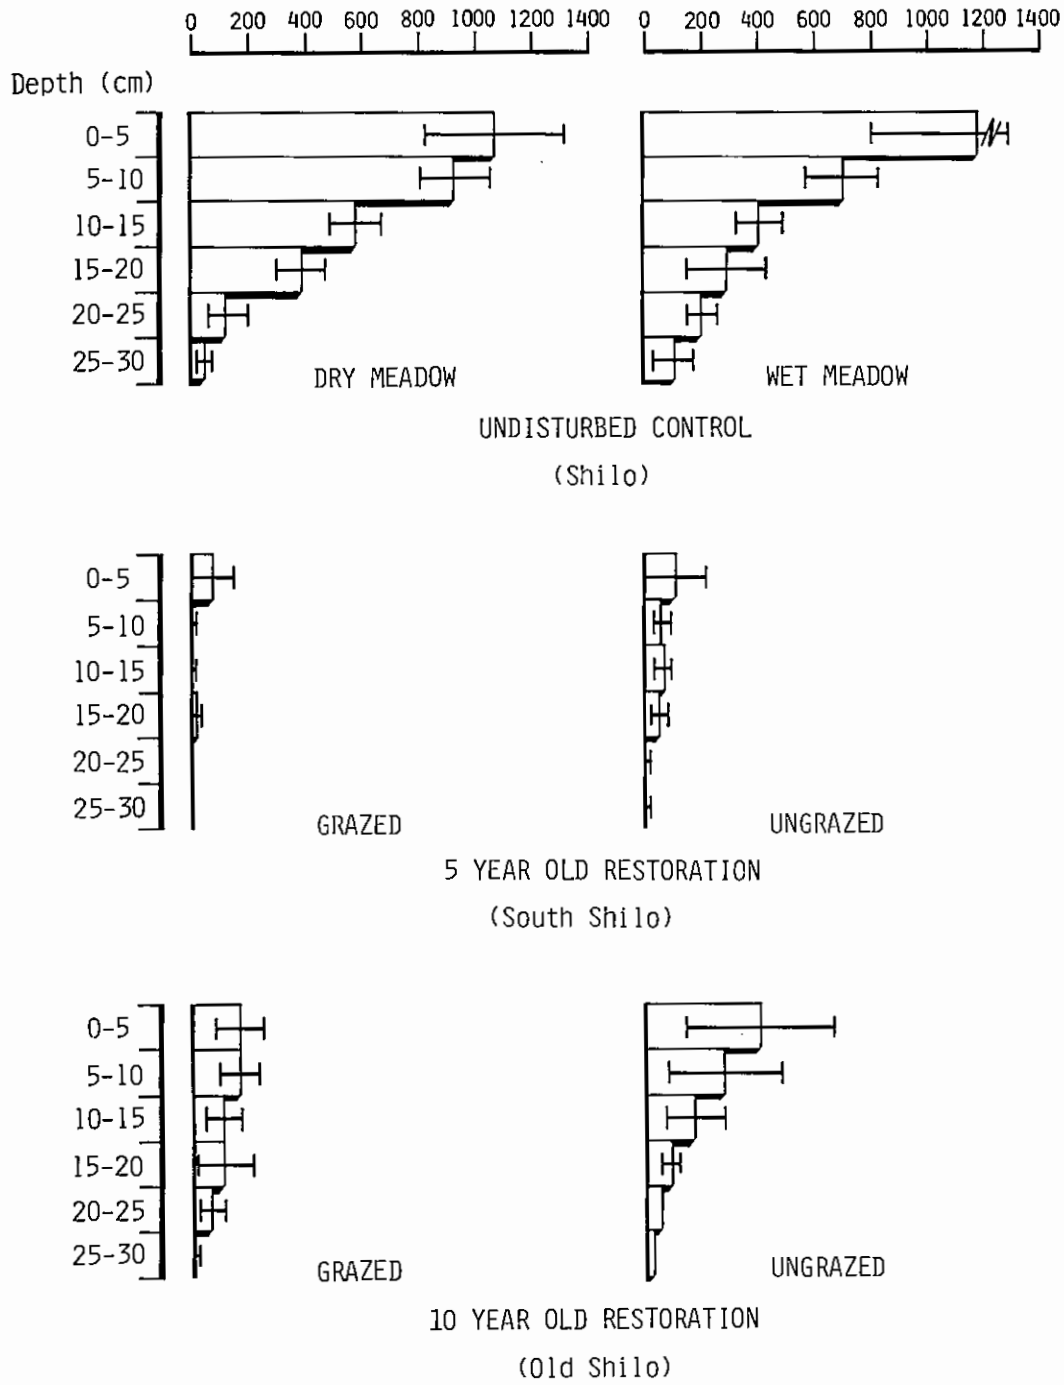 0 200 400 600 800 1000 1200 1400
0 200 400 600 800 1000 1200 1400
Depth (cm)
0-5
5-10
10-15
15-20
20-25
25-30
DRY MEADOW
WET MEADOW
UNDISTURBED CONTROL
(Shilo)
0-5
5-10
10-15
15-20
20-25
25-30
GRAZED
UNGRAZED
5 YEAR OLD RESTORATION
(South Shilo)
0-5
5-10
10-15
15-20
20-25
25-30
GRAZED
UNGRAZED
10 YEAR OLD RESTORATION
(Old Shilo)